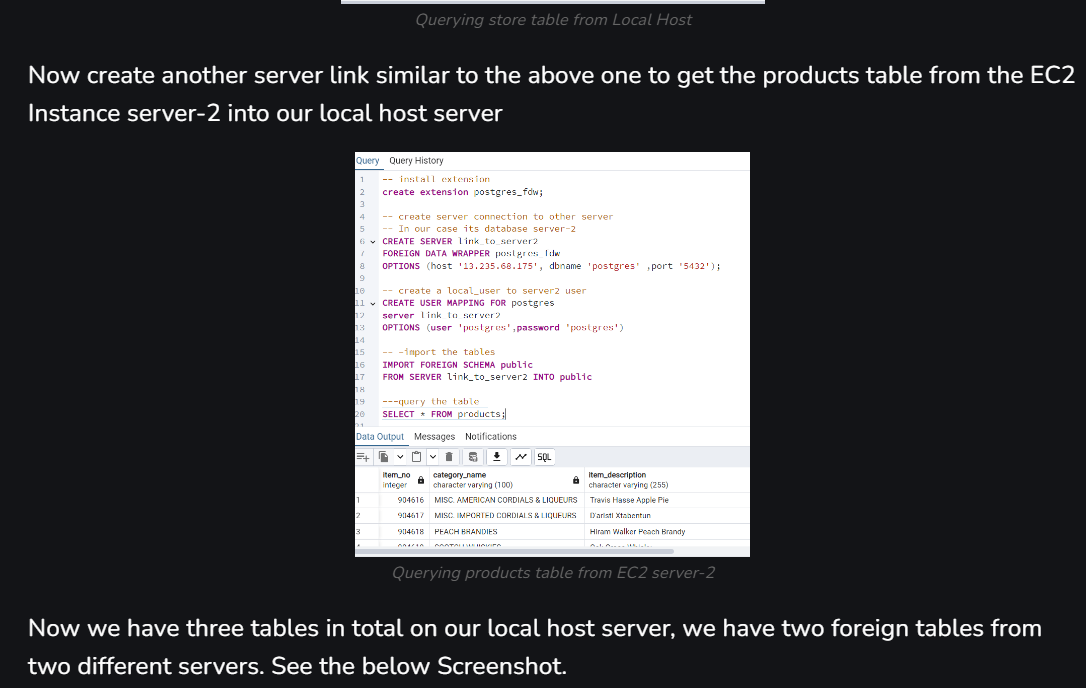 Querying store table from Local Host
Now create another server link similar to the above one to get the products table from the EC2
Instance server-2 into our local host server
Query Query History
1 -- install extension
2 create extension postgres_fdw;
3
4 -- create server connection to other server
5 -- In our case its database server-2
6 CREATE SERVER link_to_server2
7 FOREIGN DATA WRAPPER postgres_fdw
8 OPTIONS (host '13.235.68.175', dbname 'postgres' ,port '5432');
9
10 -- create a local_user to server2 user
11 CREATE USER MAPPING FOR postgres
12 server link_to_server2
13 OPTIONS (user 'postgres',password 'postgres')
14
15 -- -import the tables
16 IMPORT FOREIGN SCHEMA public
17 FROM SERVER link_to_server2 INTO public
18
19 ---query the table
20 SELECT * FROM products;
21
Data Output Messages Notifications
SQL
item_no category_name item_description
integer character varying (100) character varying (255)
1 904616 MISC. AMERICAN CORDIALS & LIQUEURS Travis Hasse Apple Pie
2 904617 MISC. IMPORTED CORDIALS & LIQUEURS D'aristi Xtabentun
3 904618 PEACH BRANDIES Hiram Walker Peach Brandy
Querying products table from EC2 server-2
Now we have three tables in total on our local host server, we have two foreign tables from
two different servers. See the below Screenshot.